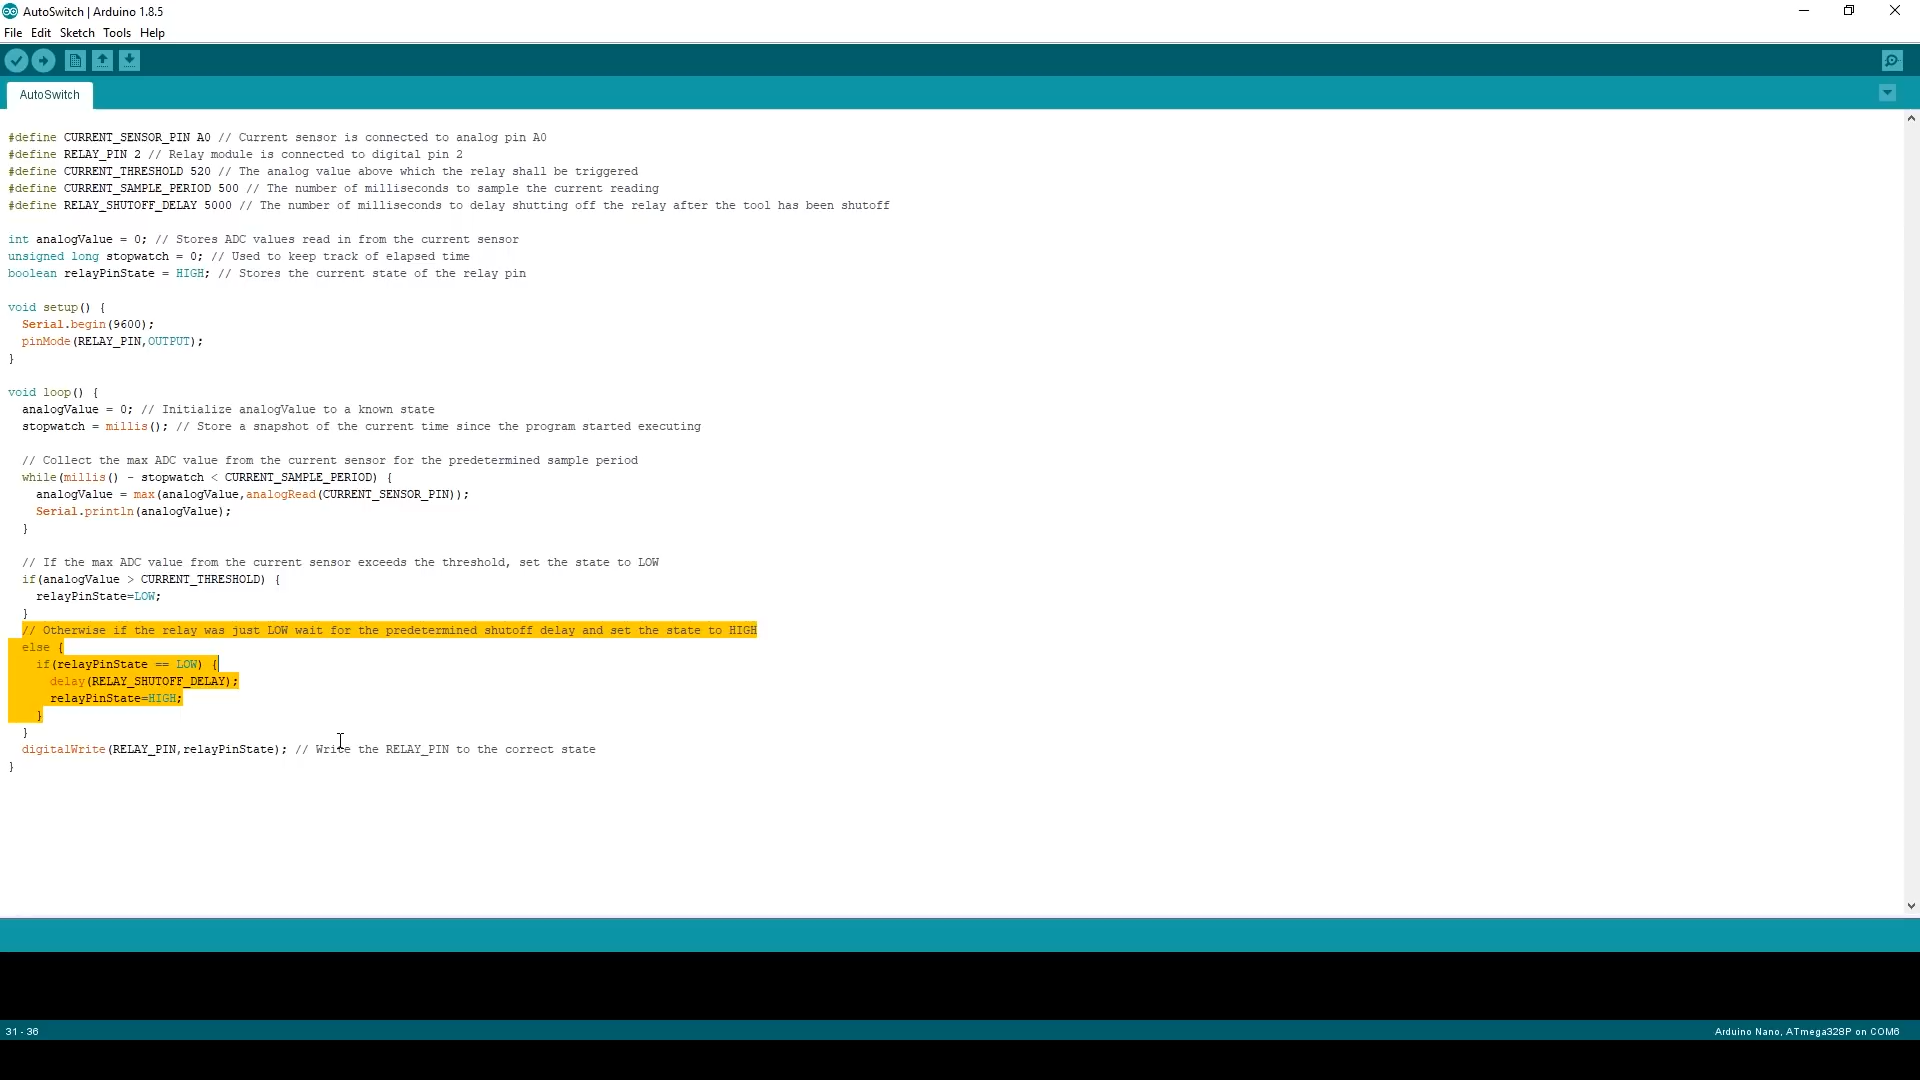 AutoSwitch | Arduino 1.8.5
File Edit Sketch Tools Help
AutoSwitch
#define CURRENT_SENSOR_PIN A0 // Current sensor is connected to analog pin A0
#define RELAY_PIN 2 // Relay module is connected to digital pin 2
#define CURRENT_THRESHOLD 520 // The analog value above which the relay shall be triggered
#define CURRENT_SAMPLE_PERIOD 500 // The number of milliseconds to sample the current reading
#define RELAY_SHUTOFF_DELAY 5000 // The number of milliseconds to delay shutting off the relay after the tool has been shutoff
int analogValue = 0; // Stores ADC values read in from the current sensor
unsigned long stopwatch = 0; // Used to keep track of elapsed time
boolean relayPinState = HIGH; // Stores the current state of the relay pin
void setup() {
Serial.begin(9600);
pinMode(RELAY_PIN,OUTPUT);
}
void loop() {
analogValue = 0; // Initialize analogValue to a known state
stopwatch = millis(); // Store a snapshot of the current time since the program started executing
// Collect the max ADC value from the current sensor for the predetermined sample period
while(millis() - stopwatch < CURRENT_SAMPLE_PERIOD) {
analogValue = max(analogValue,analogRead(CURRENT_SENSOR_PIN));
Serial.println(analogValue);
}
// If the max ADC value from the current sensor exceeds the threshold, set the state to LOW
if(analogValue > CURRENT_THRESHOLD) {
relayPinState=LOW;
}
// Otherwise if the relay was just LOW wait for the predetermined shutoff delay and set the state to HIGH
else {
if(relayPinState == LOW) {
delay(RELAY_SHUTOFF_DELAY);
relayPinState=HIGH;
}
}
digitalWrite(RELAY_PIN,relayPinState); // Write the RELAY_PIN to the correct state
}
31 - 36
Arduino Nano, ATmega328P on COM6